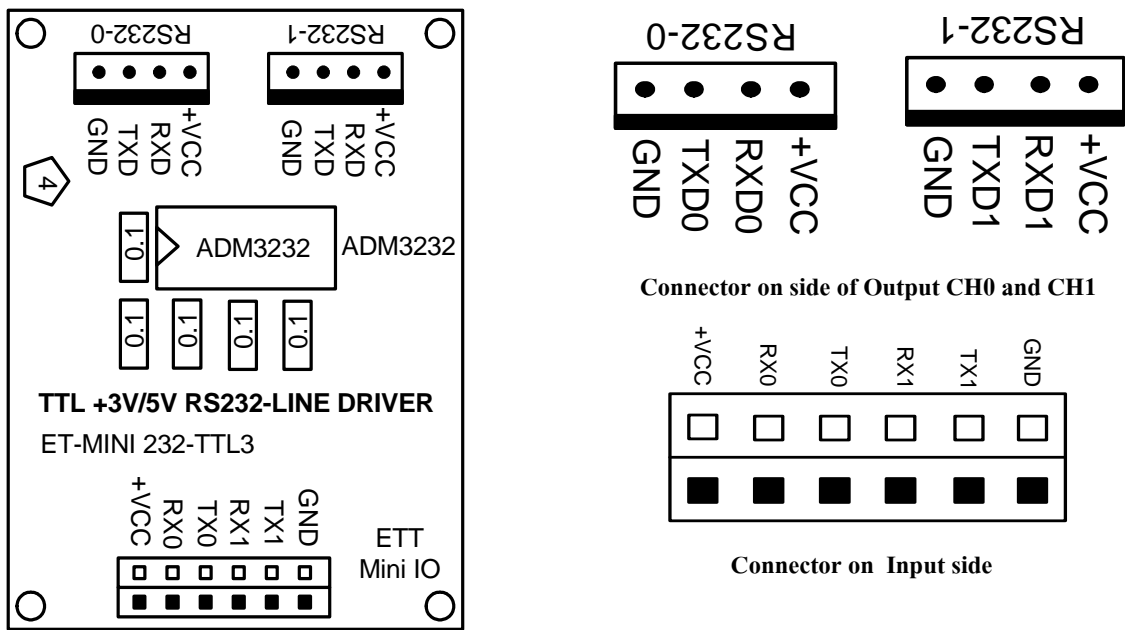 RS232-0
RS232-1
GND
TXD
RXD
+VCC
GND
TXD
RXD
+VCC
4
0.1
ADM3232
ADM3232
0.1
0.1
0.1
0.1
TTL +3V/5V RS232-LINE DRIVER
ET-MINI 232-TTL3
+VCC
RX0
TX0
RX1
TX1
GND
ETT
Mini IO
RS232-0
RS232-1
GND
TXD0
RXD0
+VCC
GND
TXD1
RXD1
+VCC
Connector on side of Output CH0 and CH1
+VCC
RX0
TX0
RX1
TX1
GND
Connector on Input side